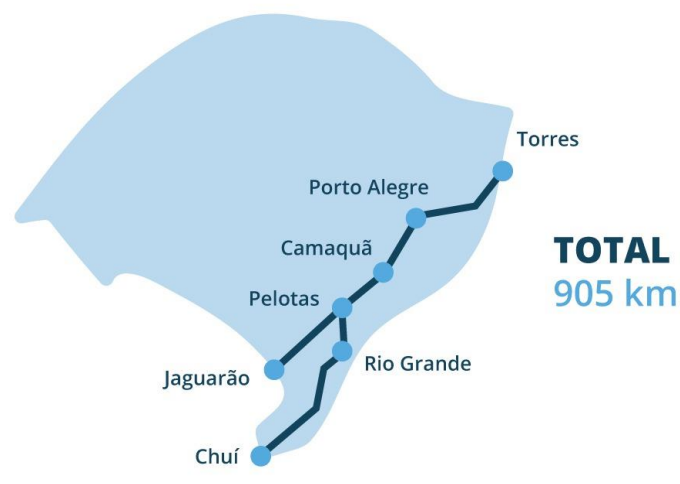 Torres
Porto Alegre
Camaquã
TOTAL
905 km
Pelotas
Rio Grande
Jaguarão
Chuí